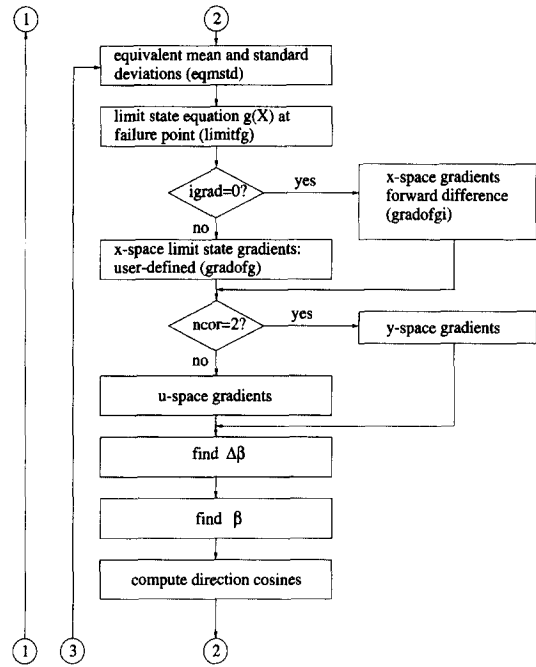 1
2
equivalent mean and standard
deviations (eqmstd)
limit state equation g(X) at
failure point (limitfg)
igrad=0?
yes
x-space gradients
forward difference
(gradofgi)
no
x-space limit state gradients:
user-defined (gradofg)
ncor=2?
yes
y-space gradients
no
u-space gradients
find Δβ
find β
compute direction cosines
1
3
2